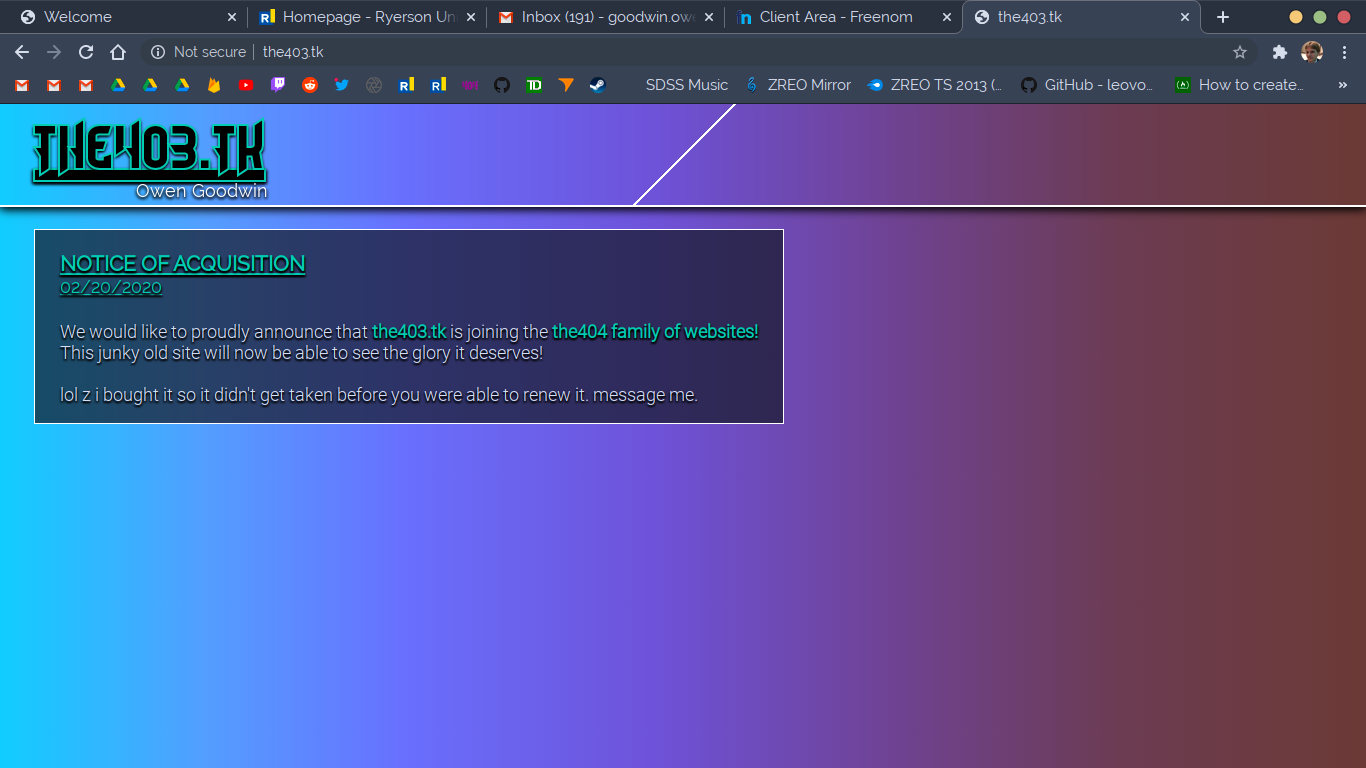 Welcome
Homepage - Ryerson Uni
Inbox (191) - goodwin.owe
Client Area - Freenom
the403.tk
Not secure
the403.tk
SDSS Music
ZREO Mirror
ZREO TS 2013 (...
GitHub - leovo...
How to create...
»
THE403.TK
Owen Goodwin
NOTICE OF ACQUISITION
02/20/2020
We would like to proudly announce that the403.tk is joining the the404 family of websites!
This junky old site will now be able to see the glory it deserves!
lol z i bought it so it didn't get taken before you were able to renew it. message me.